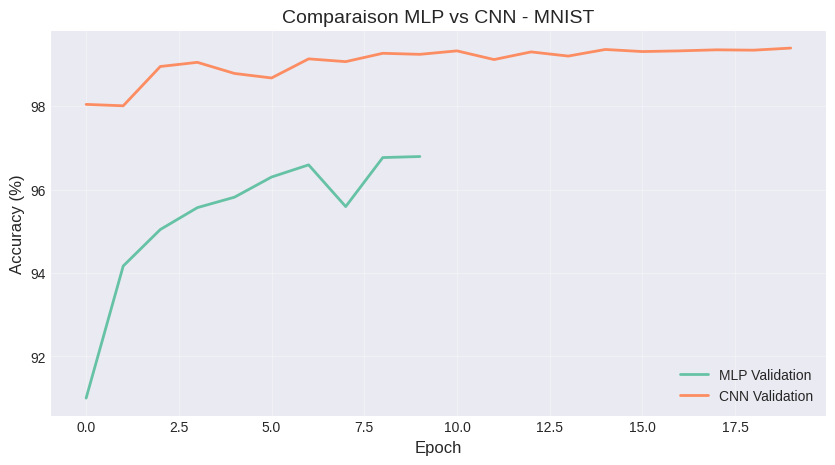 Comparaison MLP vs CNN - MNIST
Accuracy (%)
98
96
94
92
0.0 2.5 5.0 7.5 10.0 12.5 15.0 17.5
Epoch
MLP Validation
CNN Validation